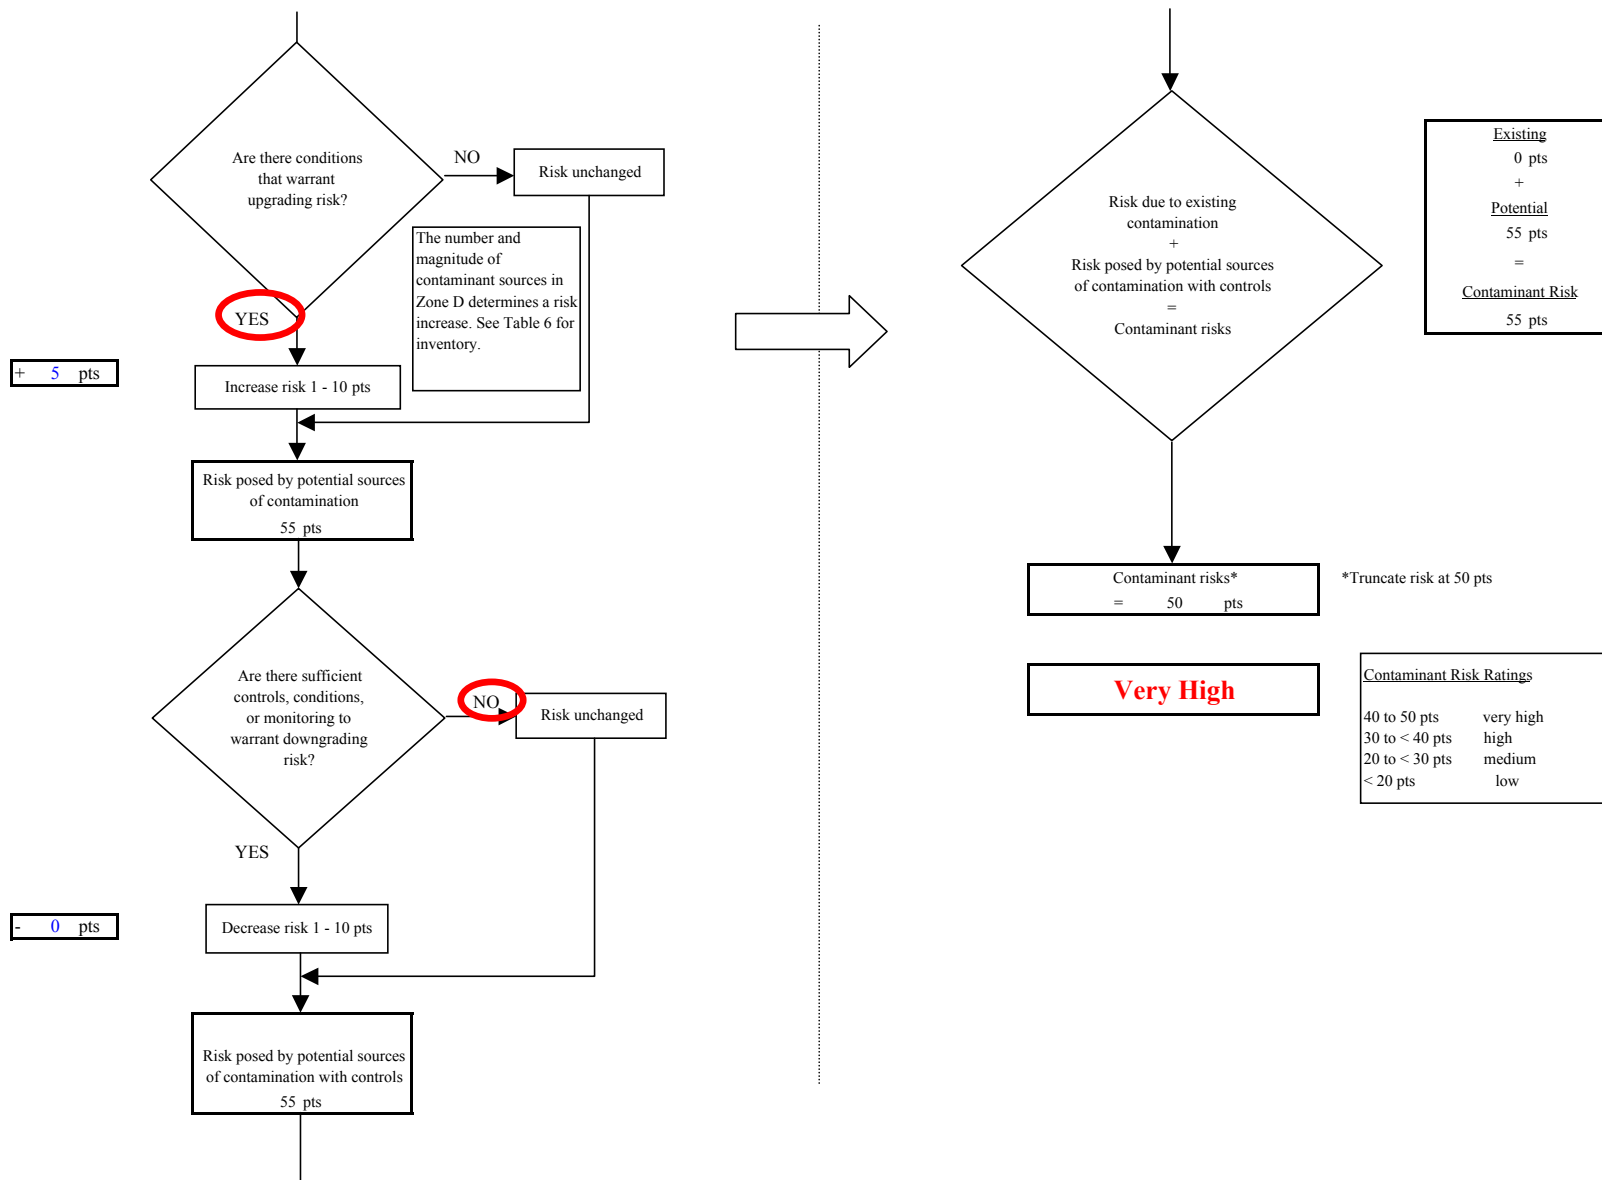 Are there conditions
that warrant
upgrading risk?
NO
Risk unchanged
The number and
magnitude of
contaminant sources in
Zone D determines a risk
increase. See Table 6 for
inventory.
YES
+ 5 pts
Increase risk 1 - 10 pts
Risk posed by potential sources
of contamination
55 pts
Are there sufficient
controls, conditions,
or monitoring to
warrant downgrading
risk?
NO
Risk unchanged
YES
- 0 pts
Decrease risk 1 - 10 pts
Risk posed by potential sources
of contamination with controls
55 pts
Risk due to existing
contamination
+
Risk posed by potential sources
of contamination with controls
=
Contaminant risks
Existing
0 pts
+
Potential
55 pts
=
Contaminant Risk
55 pts
Contaminant risks*
= 50 pts
*Truncate risk at 50 pts
Very High
Contaminant Risk Ratings
40 to 50 pts very high
30 to < 40 pts high
20 to < 30 pts medium
< 20 pts low